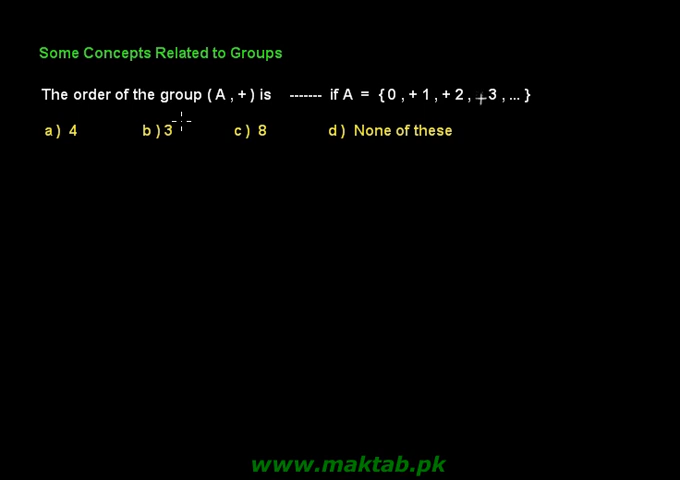 Some Concepts Related to Groups
The order of the group ( A , + ) is ------- if A = { 0 , + 1 , + 2 , +3 , ... }
a ) 4 b ) 3 c ) 8 d ) None of these
www.maktab.pk